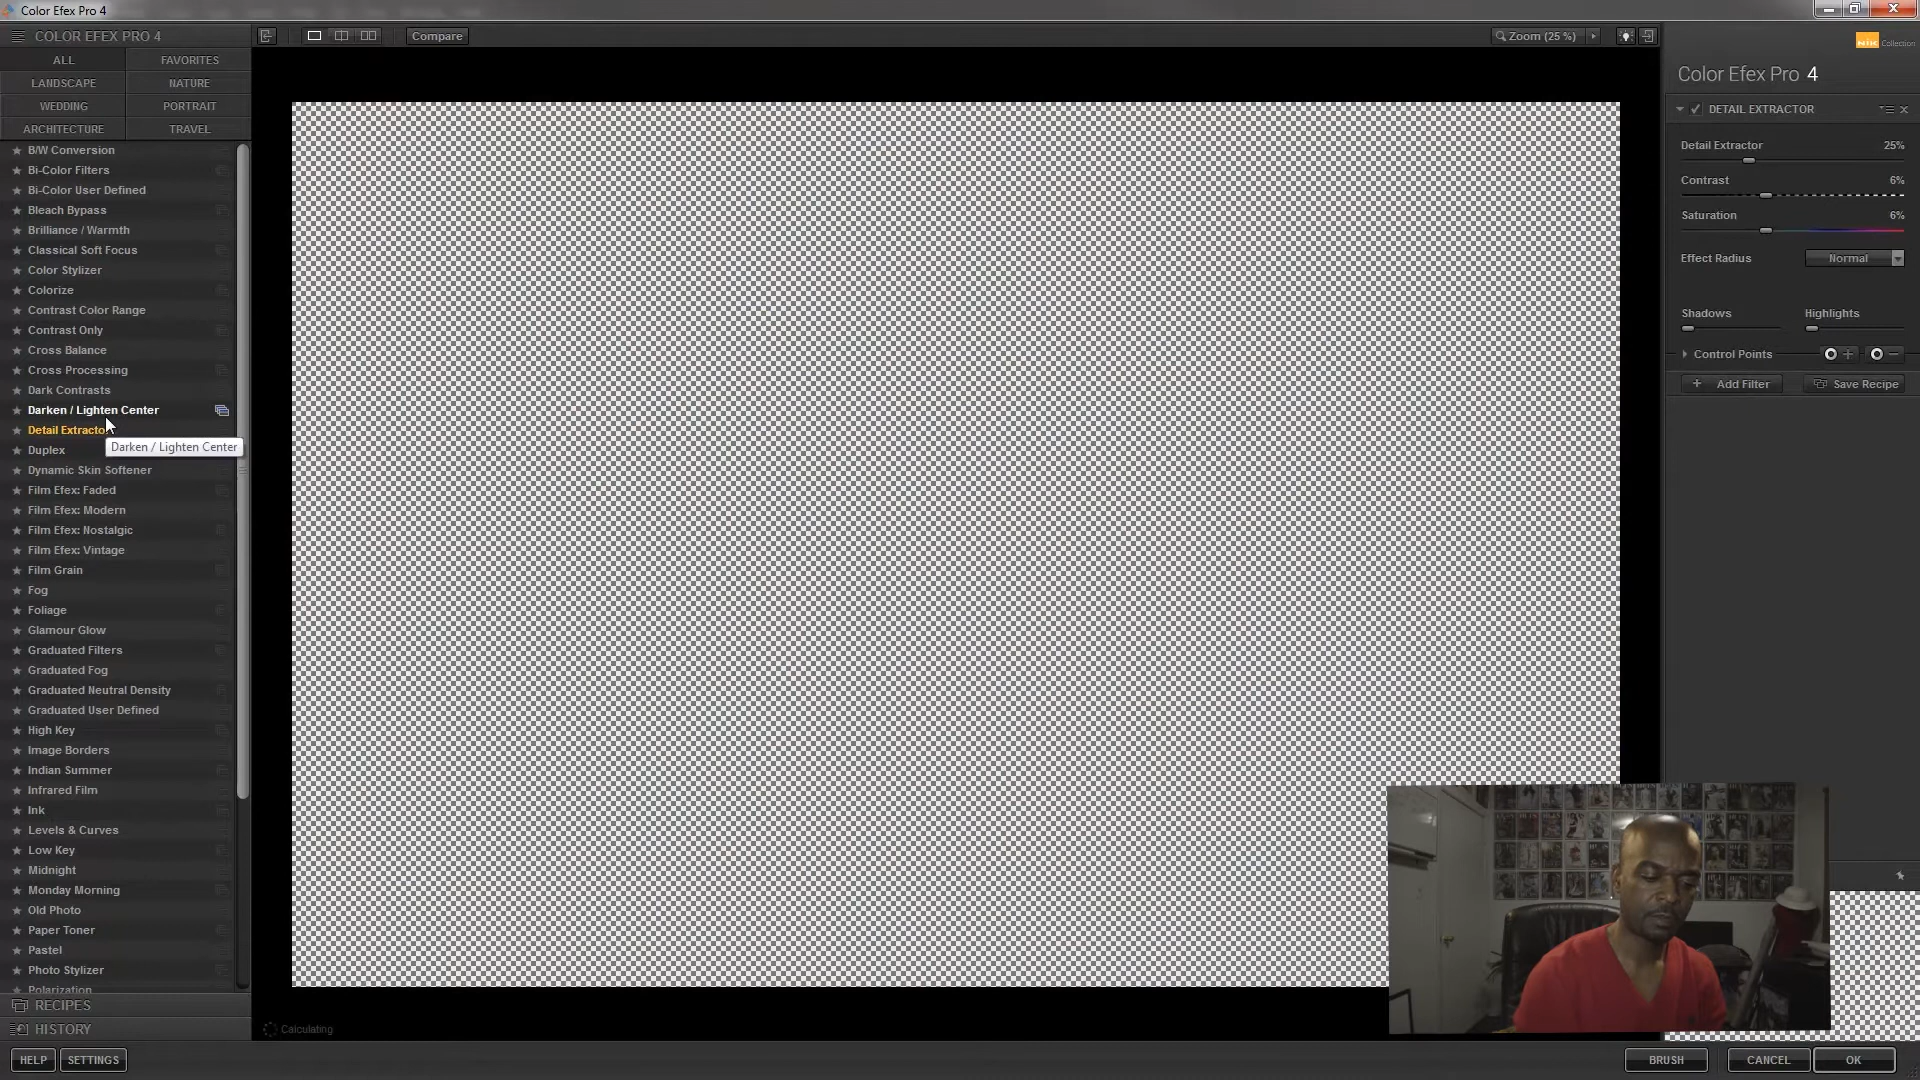 Color Efex Pro 4
COLOR EFEX PRO 4
ALL
FAVORITES
LANDSCAPE
NATURE
WEDDING
PORTRAIT
ARCHITECTURE
TRAVEL
B/W Conversion
Bi-Color Filters
Bi-Color User Defined
Bleach Bypass
Brilliance / Warmth
Classical Soft Focus
Color Stylizer
Colorize
Contrast Color Range
Contrast Only
Cross Balance
Cross Processing
Dark Contrasts
Darken / Lighten Center
Detail Extractor
Darken / Lighten Center
Duplex
Dynamic Skin Softener
Film Efex: Faded
Film Efex: Modern
Film Efex: Nostalgic
Film Efex: Vintage
Film Grain
Fog
Foliage
Glamour Glow
Graduated Filters
Graduated Fog
Graduated Neutral Density
Graduated User Defined
High Key
Image Borders
Indian Summer
Infrared Film
Ink
Levels & Curves
Low Key
Midnight
Monday Morning
Old Photo
Paper Toner
Pastel
Photo Stylizer
Polarization
RECIPES
HISTORY
HELP
SETTINGS
Compare
Zoom (25 %)
Calculating
Nik Collection
Color Efex Pro 4
DETAIL EXTRACTOR
Detail Extractor 25%
Contrast 6%
Saturation 6%
Effect Radius Normal
Shadows Highlights
Control Points
Add Filter Save Recipe
BRUSH
CANCEL
OK